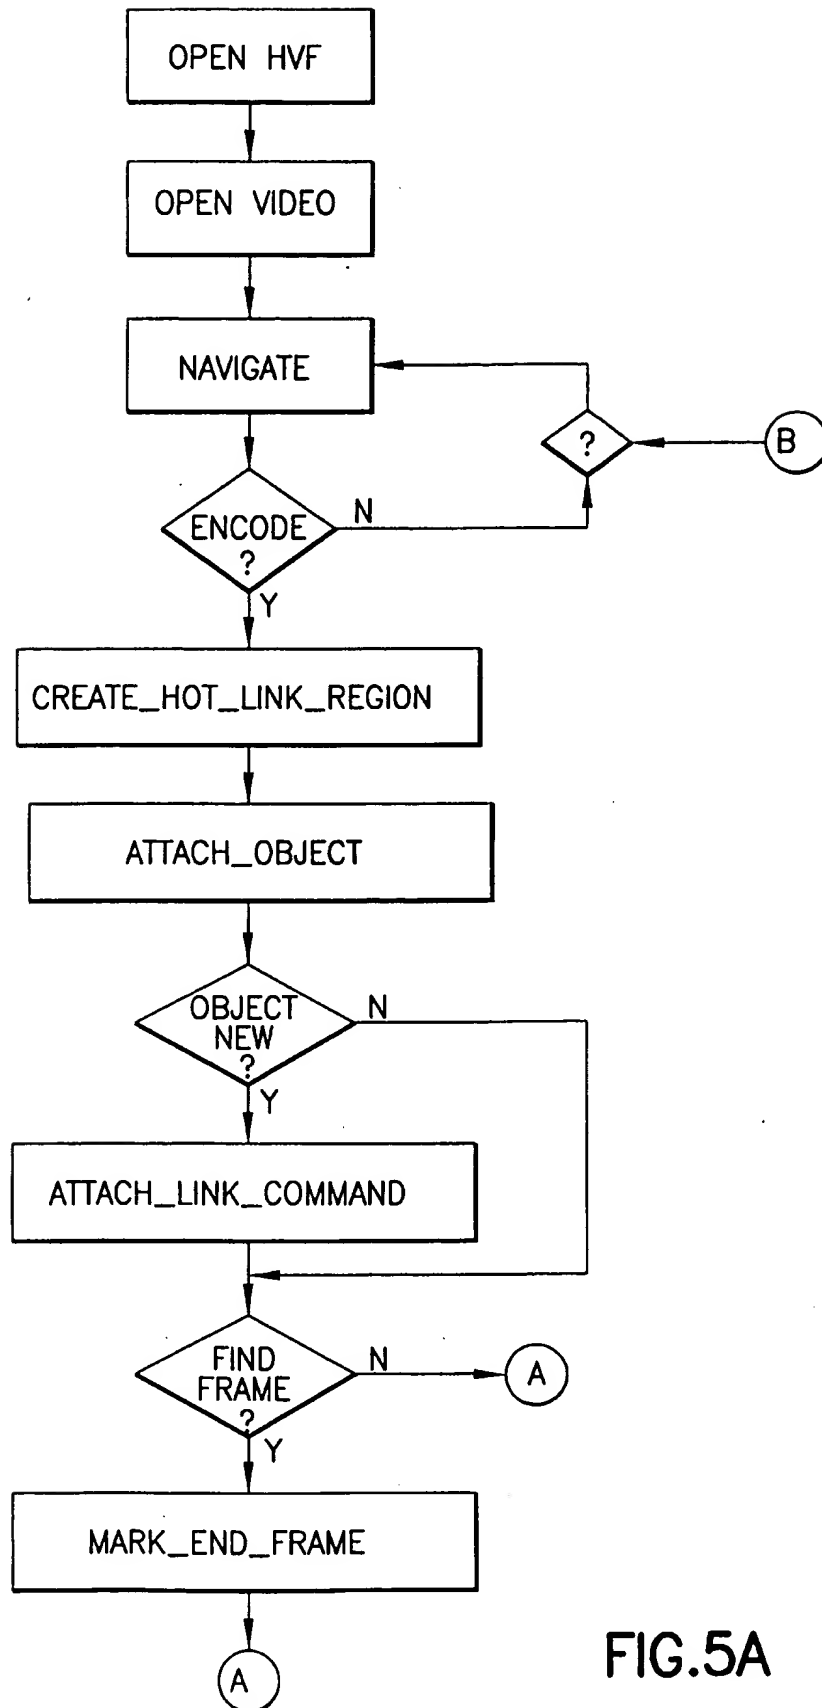 OPEN HVF
OPEN VIDEO
NAVIGATE
?
B
ENCODE
?
N
Y
CREATE_HOT_LINK_REGION
ATTACH_OBJECT
OBJECT
NEW
?
N
Y
ATTACH_LINK_COMMAND
FIND
FRAME
?
N
A
Y
MARK_END_FRAME
A
FIG.5A